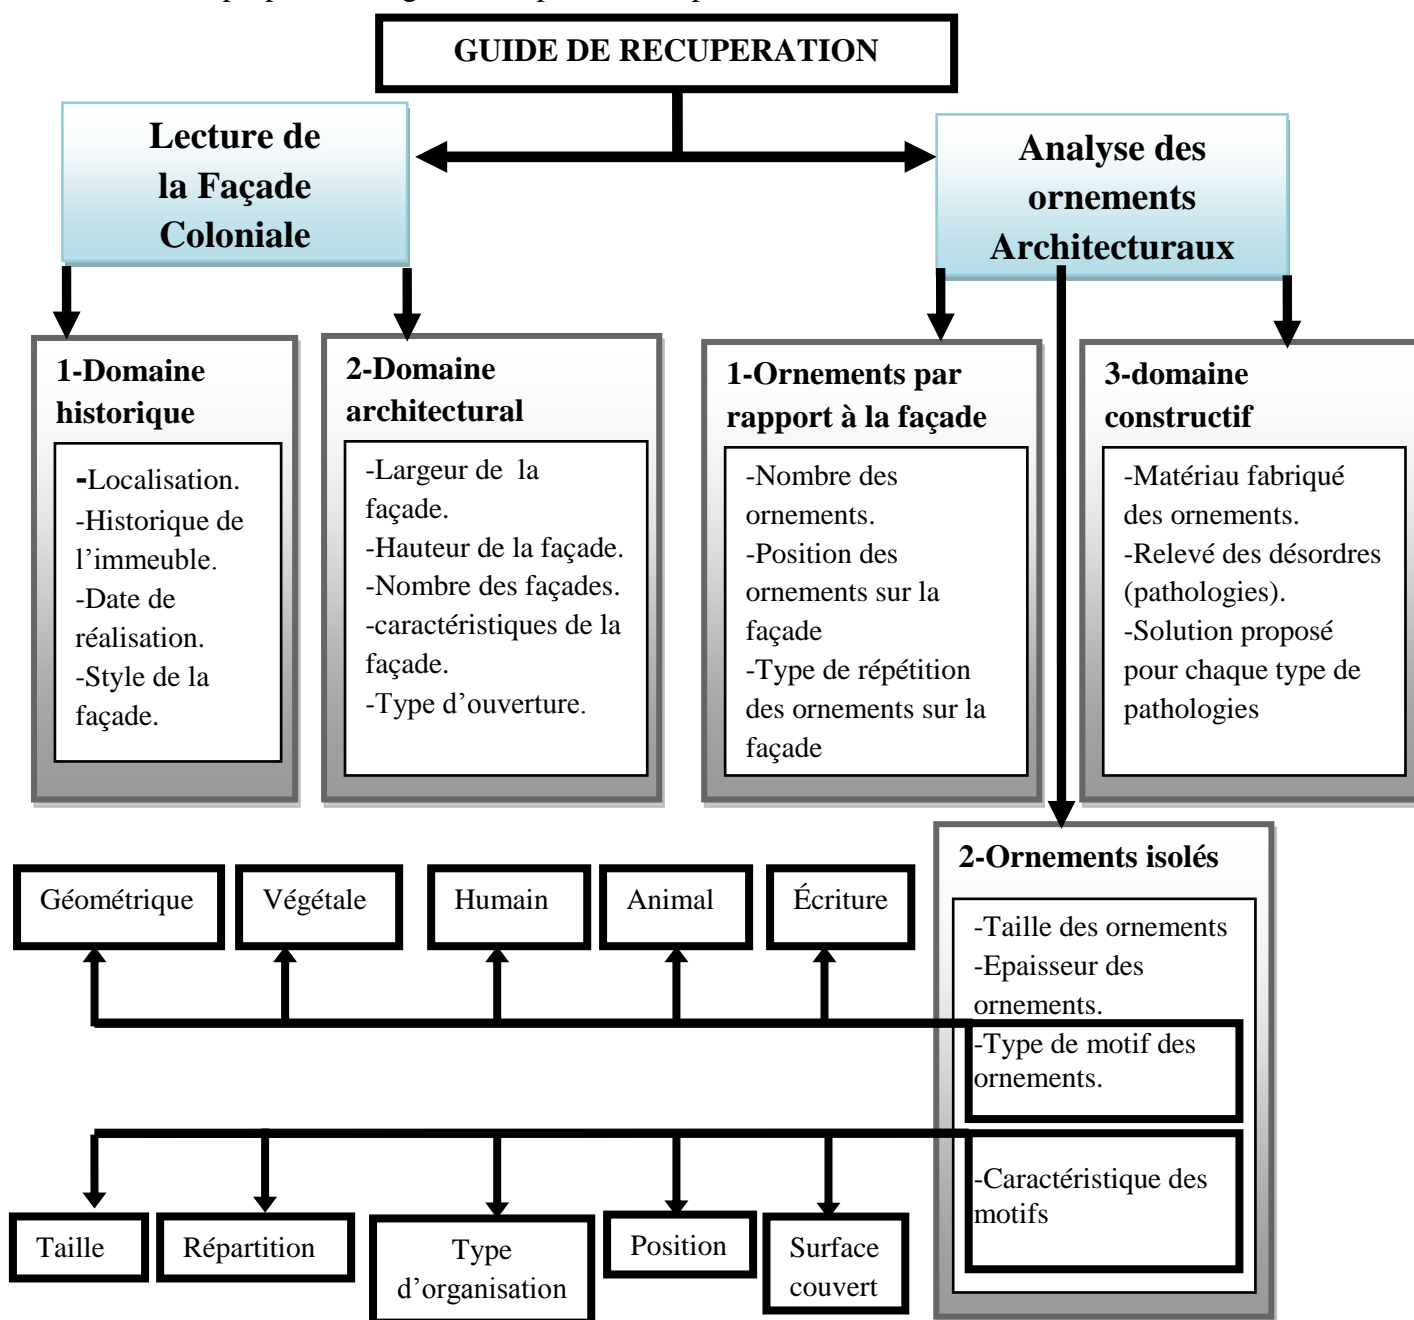 GUIDE DE RECUPERATION
Lecture de
la Façade
Coloniale
Analyse des
ornements
Architecturaux
1-Domaine
historique
-Localisation.
-Historique de
l’immeuble.
-Date de
réalisation.
-Style de la
façade.
2-Domaine
architectural
-Largeur de la
façade.
-Hauteur de la façade.
-Nombre des façades.
-caractéristiques de la
façade.
-Type d’ouverture.
1-Ornements par
rapport à la façade
-Nombre des
ornements.
-Position des
ornements sur la
façade
-Type de répétition
des ornements sur la
façade
3-domaine
constructif
-Matériau fabriqué
des ornements.
-Relevé des désordres
(pathologies).
-Solution proposé
pour chaque type de
pathologies
2-Ornements isolés
-Taille des ornements
-Epaisseur des
ornements.
-Type de motif des
ornements.
-Caractéristique des
motifs
Géométrique
Végétale
Humain
Animal
Écriture
Taille
Répartition
Type
d’organisation
Position
Surface
couvert